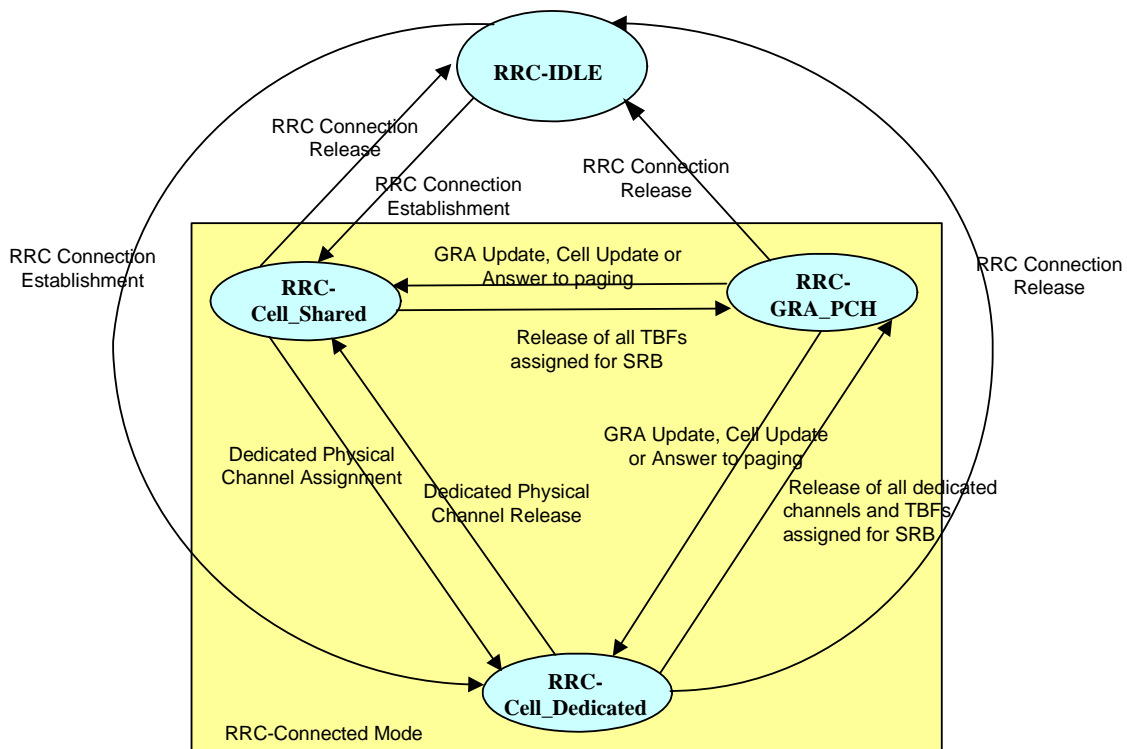 RRC-IDLE
RRC Connection
Release
RRC Connection
Establishment
RRC Connection
Release
RRC Connection
Establishment
RRC Connection
Release
GRA Update, Cell Update or
Answer to paging
RRC-
Cell_Shared
RRC-
GRA_PCH
Release of all TBFs
assigned for SRB
Dedicated Physical
Channel Assignment
Dedicated Physical
Channel Release
GRA Update, Cell Update
or Answer to paging
Release of all dedicated
channels and TBFs
assigned for SRB
RRC-
Cell_Dedicated
RRC-Connected Mode